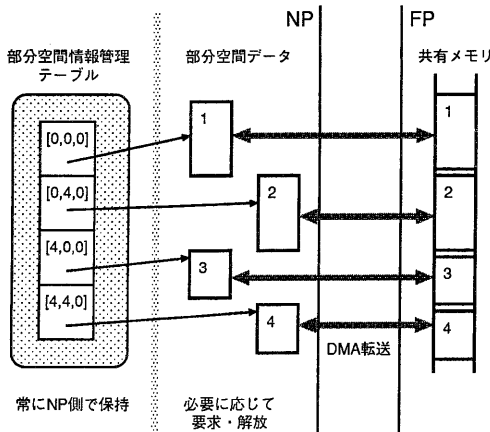 NP
FP
部分空間情報管理
テーブル
部分空間データ
共有メモリ
[0,0,0]
[0,4,0]
[4,0,0]
[4,4,0]
1
2
3
4
1
2
3
4
DMA転送
常にNP側で保持
必要に応じて
要求・解放